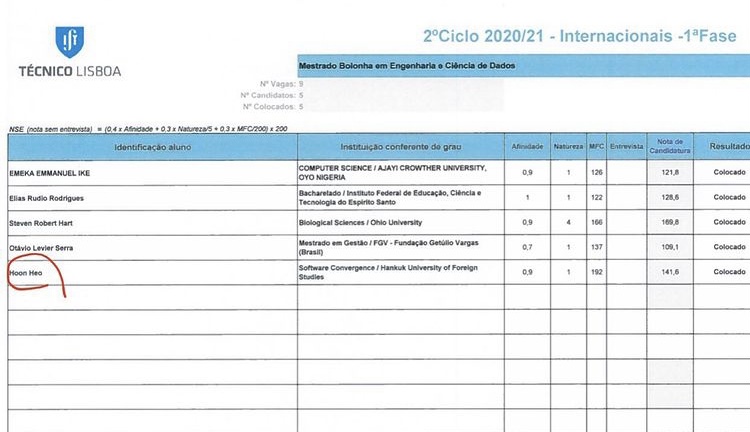 2ºCiclo 2020/21 - Internacionais -1ªFase
TÉCNICO LISBOA
Mestrado Bolonha em Engenharia e Ciência de Dados
Nº Vagas: 9
Nº Candidatos: 5
Nº Colocados: 5
NSE (nota sem entrevista) = (0,4 x Afinidade + 0,3 x Natureza/5 + 0,3 x MFC/200) x 200
Identificação aluno Instituição conferente de grau Afinidade Natureza MFC Entrevista Nota de Candidatura Resultado
EMEKA EMMANUEL IKE COMPUTER SCIENCE / AJAYI CROWTHER UNIVERSITY, OYO NIGERIA 0,9 1 126 121,8 Colocado
Elias Rudio Rodrigues Bacharelado / Instituto Federal de Educação, Ciência e Tecnologia do Espirito Santo 1 1 122 128,6 Colocado
Steven Robert Hart Biological Sciences / Ohio University 0,9 4 166 169,8 Colocado
Otávio Levier Serra Mestrado em Gestão / FGV - Fundação Getúlio Vargas (Brasil) 0,7 1 137 109,1 Colocado
Hoon Heo Software Convergence / Hankuk University of Foreign Studies 0,9 1 192 141,6 Colocado